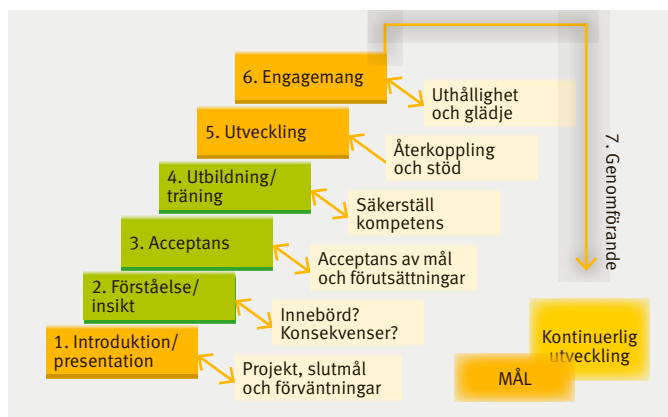 6. Engagemang
Uthållighet
och glädje
5. Utveckling
Återkoppling
och stöd
4. Utbildning/
träning
Säkerställ
kompetens
3. Acceptans
Acceptans av mål
och förutsättningar
2. Förståelse/
insikt
Innebörd?
Konsekvenser?
1. Introduktion/
presentation
Projekt, slutmål
och förväntningar
7. Genomförande
Kontinuerlig
utveckling
MÅL